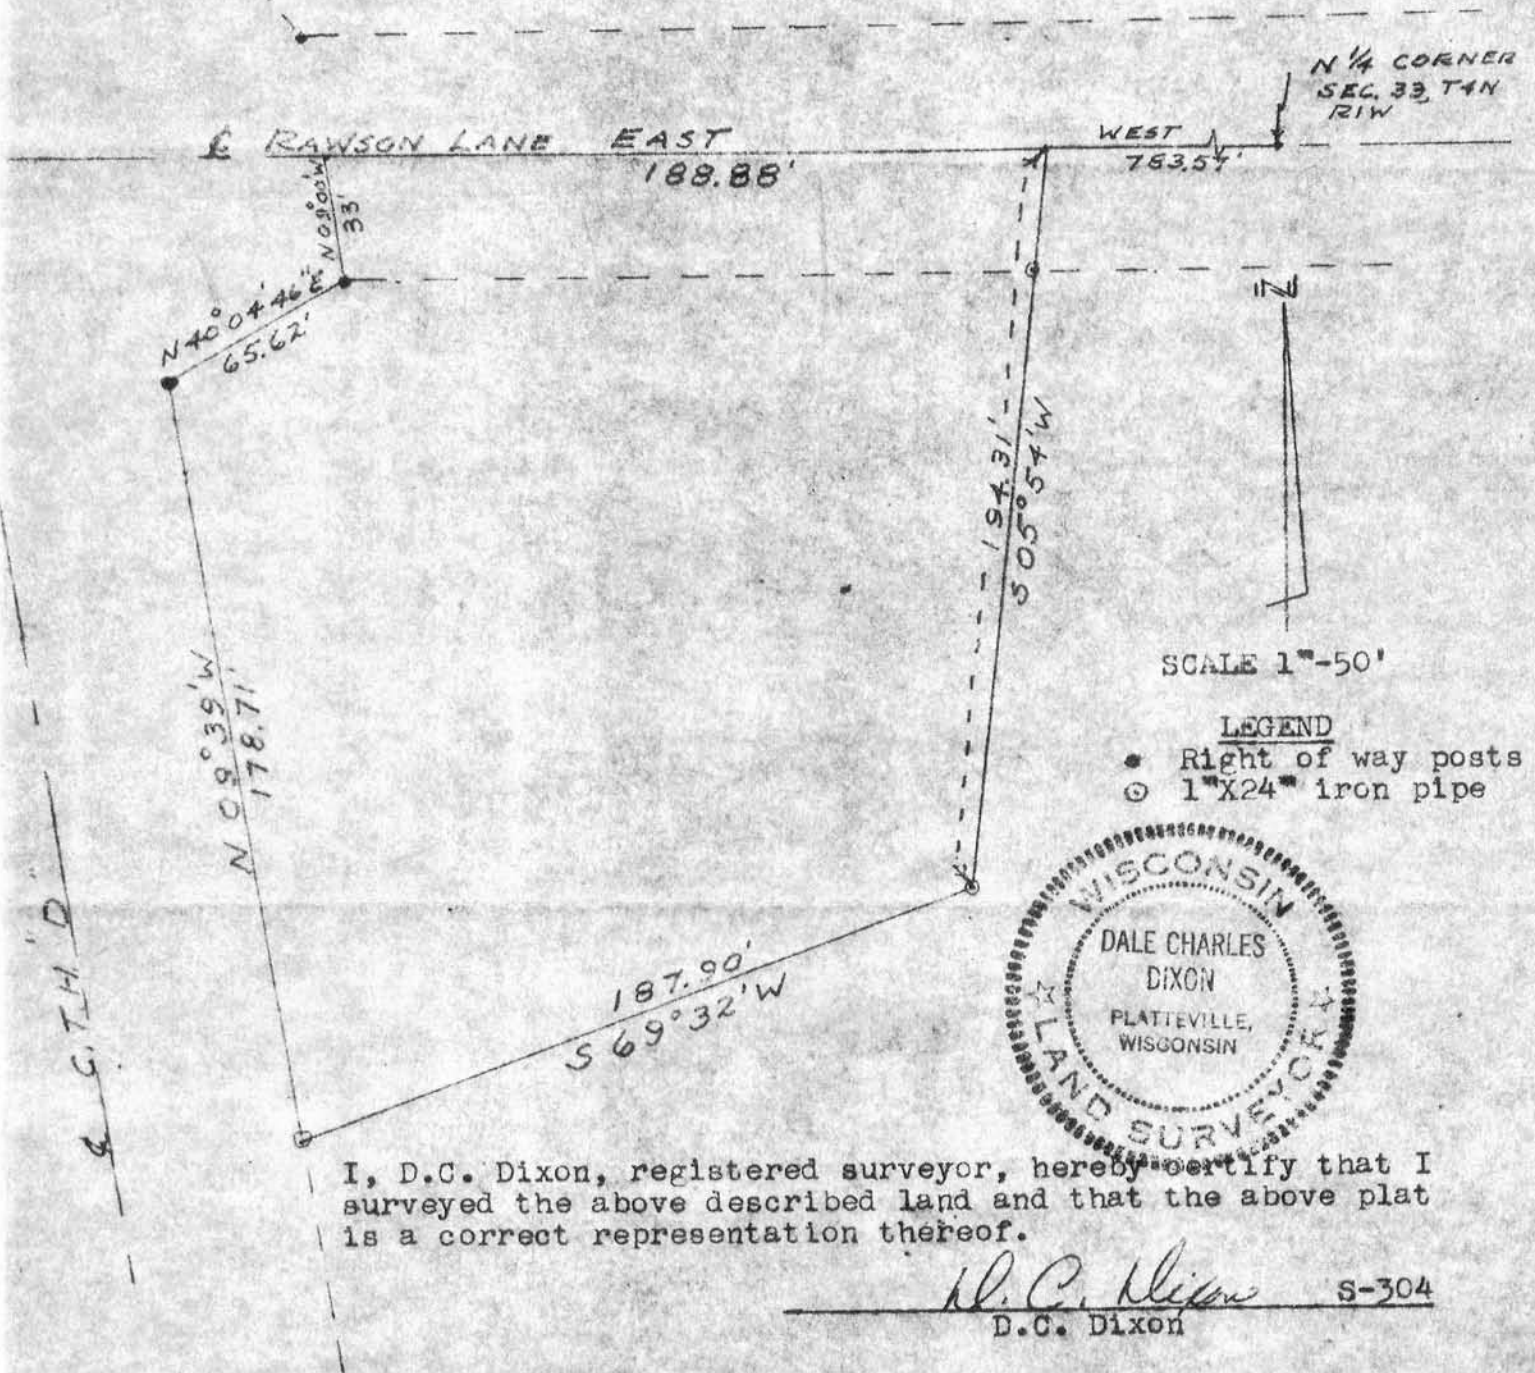 N 1/4 CORNER
SEC. 33, T4N
R1W
℄ RAWSON LANE EAST
188.88'
WEST
783.57'
N 09°00'W
33'
N 40°04'46"E
65.62'
194.31'
S 05°54'W
N 09°39'W
178.71'
187.90'
S 69°32'W
℄ C.T.H. "D"
N
SCALE 1"-50'
LEGEND
Right of way posts
1"X24" iron pipe
WISCONSIN
DALE CHARLES
DIXON
PLATTEVILLE,
WISCONSIN
LAND SURVEYOR
I, D.C. Dixon, registered surveyor, hereby certify that I
surveyed the above described land and that the above plat
is a correct representation thereof.
D. C. Dixon S-304
D.C. Dixon